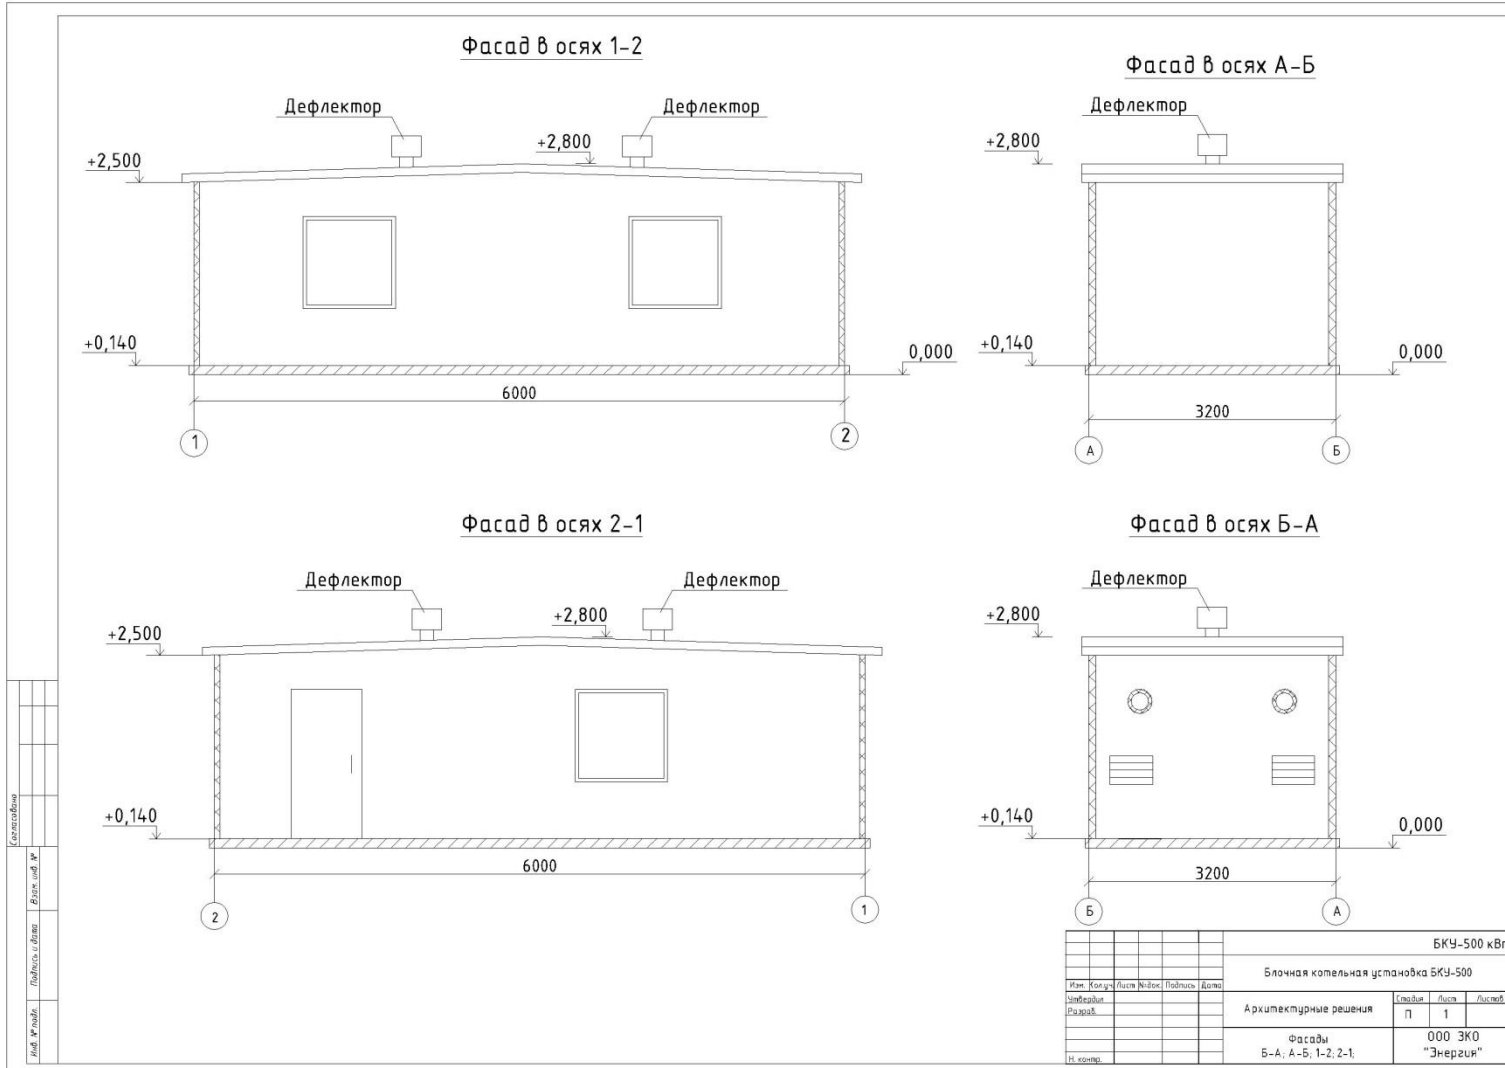 Фасад в осях 1-2
Дефлектор
Дефлектор
+2,800
+2,500
+0,140
0,000
6000
1
2
Фасад в осях А-Б
Дефлектор
+2,800
+0,140
0,000
3200
А
Б
Фасад в осях 2-1
Дефлектор
Дефлектор
+2,800
+2,500
+0,140
6000
2
1
Фасад в осях Б-А
Дефлектор
+2,800
+0,140
0,000
3200
Б
А
Согласовано
Взам. инв. №
Подпись и дата
Инв. № подл.
БКУ-500 кВт
Блочная котельная установка БКУ-500
Изм. Кол.уч. Лист №док. Подпись Дата
Утвердил
Разраб.
Н. контр.
Архитектурные решения
Стадия Лист Листов
П 1
Фасады
Б-А; А-Б; 1-2; 2-1;
ООО ЗКО
"Энергия"